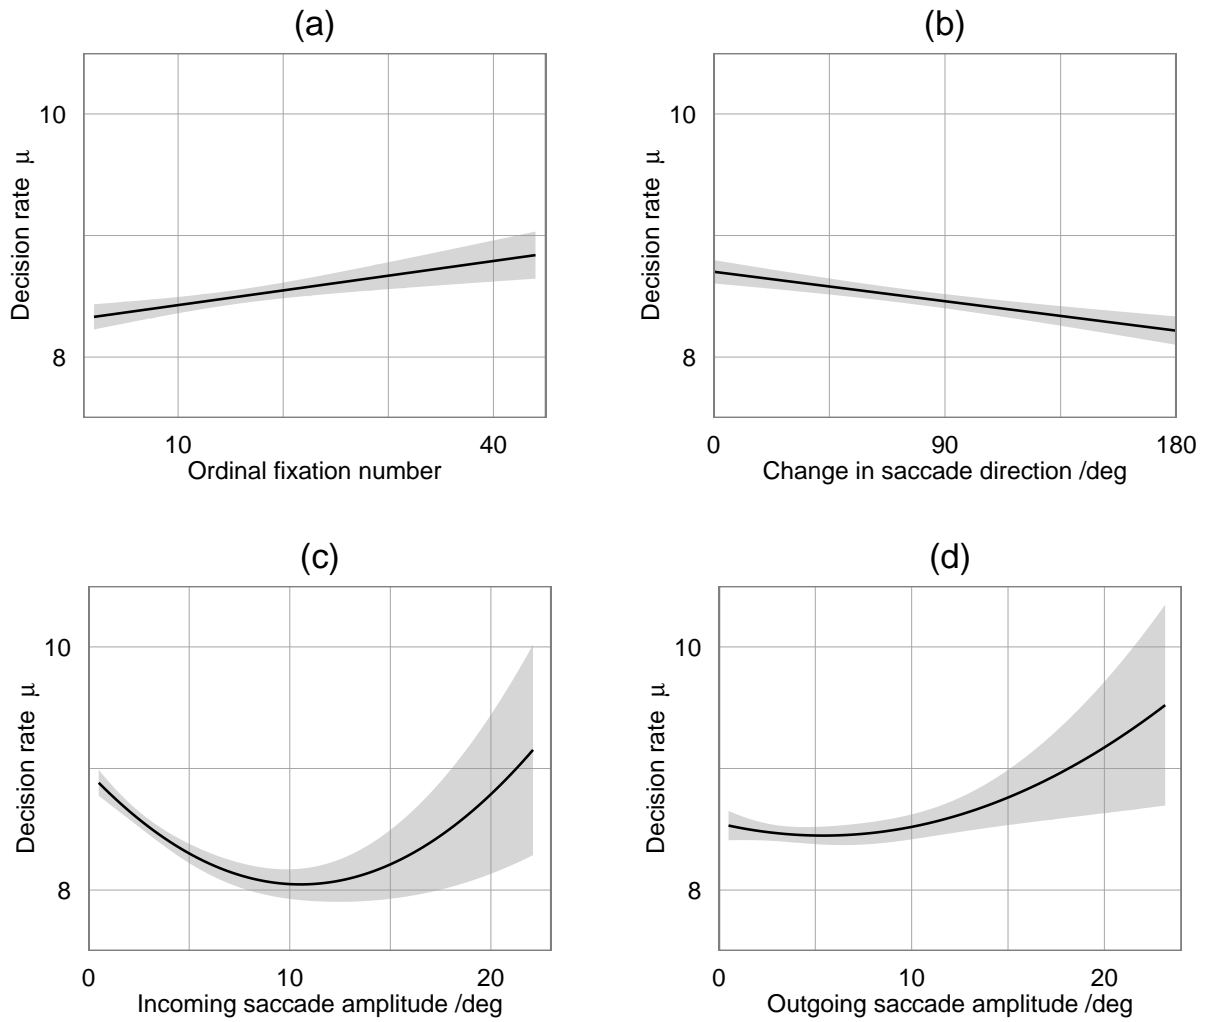 (a)
Decision rate μ
10
8
10 40
Ordinal fixation number
(b)
Decision rate μ
10
8
0 90 180
Change in saccade direction /deg
(c)
Decision rate μ
10
8
0 10 20
Incoming saccade amplitude /deg
(d)
Decision rate μ
10
8
0 10 20
Outgoing saccade amplitude /deg